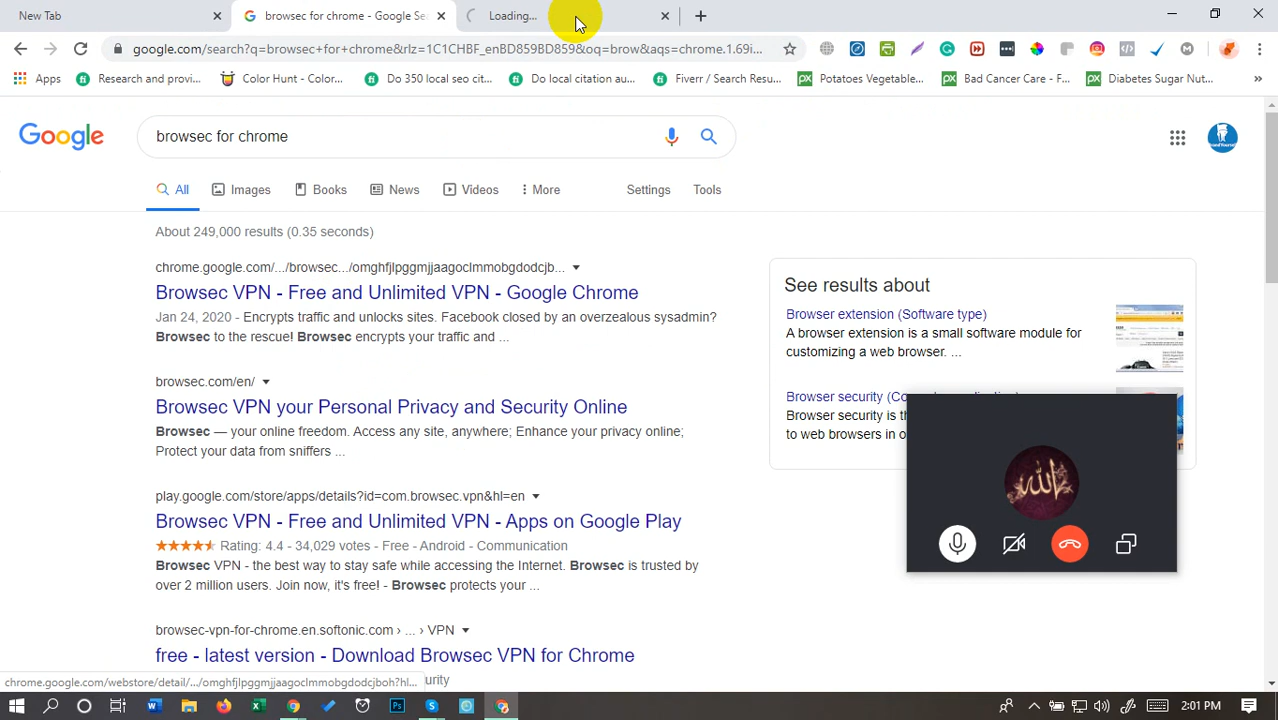 New Tab
browsec for chrome - Google Se
Loading...
google.com/search?q=browsec+for+chrome&rlz=1C1CHBF_enBD859BD859&oq=brow&aqs=chrome.1.69i...
Apps
Research and provi...
Color Hunt - Color...
Do 350 local seo cit...
Do local citation au...
Fiverr / Search Resu...
Potatoes Vegetable...
Bad Cancer Care - F...
Diabetes Sugar Nut...
Google
browsec for chrome
All
Images
Books
News
Videos
More
Settings
Tools
About 249,000 results (0.35 seconds)
chrome.google.com/.../browsec.../omghfjlpggmjjaagoclmmobgdodcjb...
Browsec VPN - Free and Unlimited VPN - Google Chrome
Jan 24, 2020 - Encrypts traffic and unlocks sites. Facebook closed by an overzealous sysadmin?
Browsec to the rescue! Browsec encrypts your traffic and ...
browsec.com/en/
Browsec VPN your Personal Privacy and Security Online
Browsec — your online freedom. Access any site, anywhere; Enhance your privacy online;
Protect your data from sniffers ...
play.google.com/store/apps/details?id=com.browsec.vpn&hl=en
Browsec VPN - Free and Unlimited VPN - Apps on Google Play
Rating: 4.4 - 34,029 votes - Free - Android - Communication
Browsec VPN - the best way to stay safe while accessing the Internet. Browsec is trusted by
over 2 million users. Join now, it's free! - Browsec protects your...
browsec-vpn-for-chrome.en.softonic.com › ... › VPN
free - latest version - Download Browsec VPN for Chrome
See results about
Browser extension (Software type)
A browser extension is a small software module for
customizing a web browser. ...
Browser security
Browser security is
to web browsers in
الله
chrome.google.com/webstore/detail/.../omghfjlpggmjjaagoclmmobgdodcjboh?hl...
2:01 PM